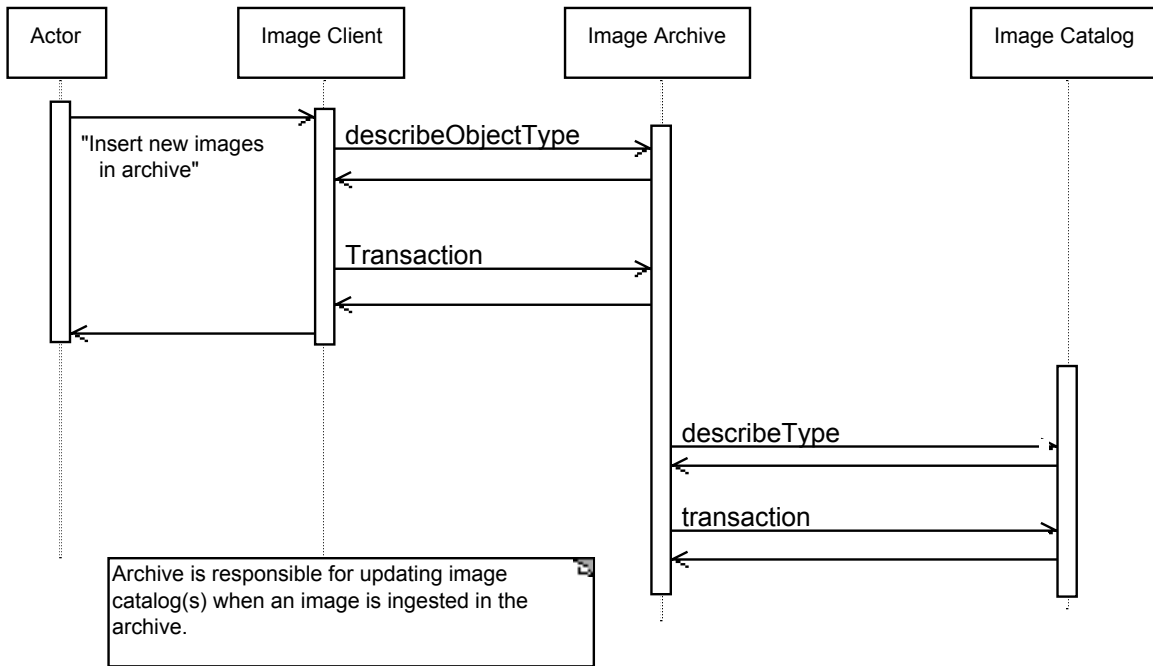 Actor
Image Client
Image Archive
Image Catalog
"Insert new images
in archive"
describeObjectType
Transaction
describeType
transaction
Archive is responsible for updating image
catalog(s) when an image is ingested in the
archive.